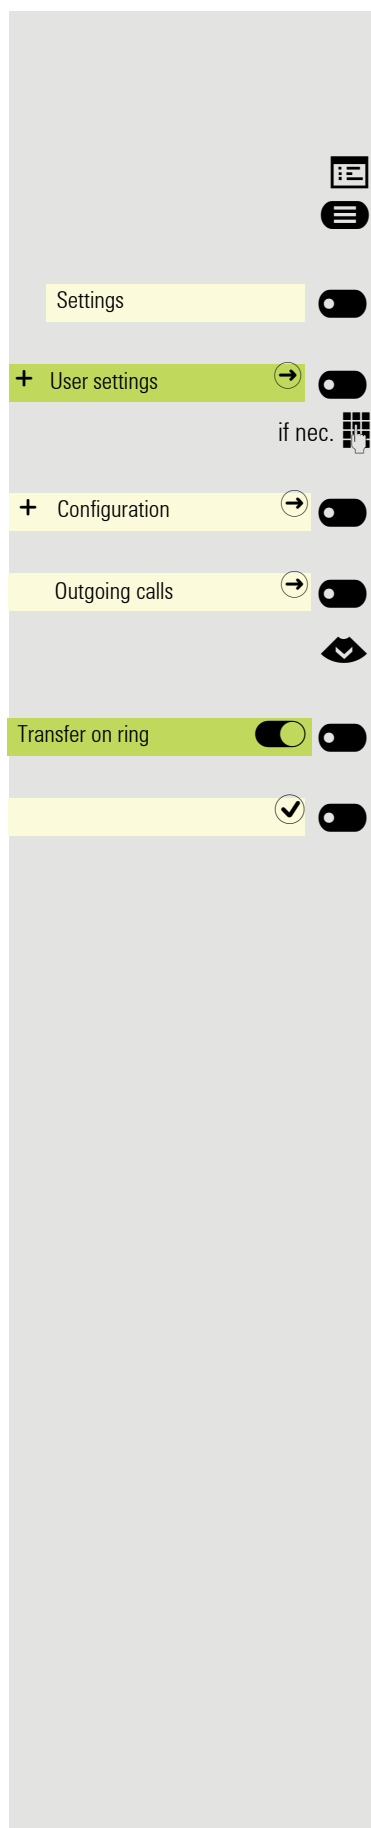 Settings
+ User settings
if nec.
+ Configuration
Outgoing calls
Transfer on ring